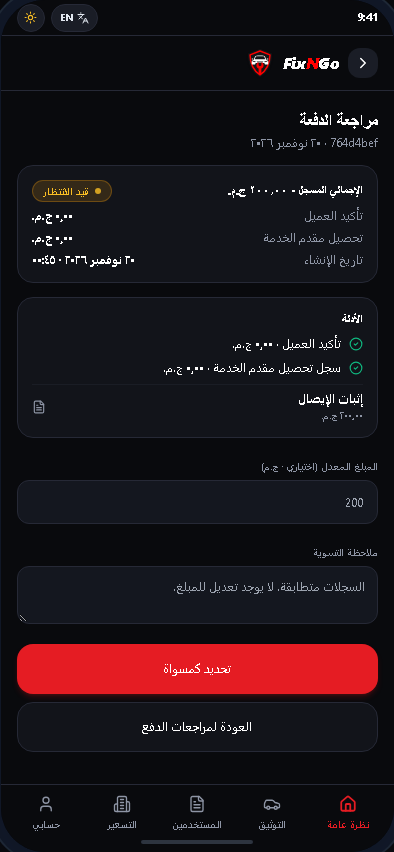 9:41
EN
FixNGo
مراجعة الدفعة
764d4bef · ٢٠ نوفمبر ٢٠٢٦
الإجمالي المسجل - ٢٠٠٫٠٠ ج.م.
قيد الانتظار
تأكيد العميل
٠٫٠٠ ج.م.
تحصيل مقدم الخدمة
٠٫٠٠ ج.م.
تاريخ الإنشاء
٢٠ نوفمبر ٢٠٢٦ · ٠٠:٤٥
الأدلة
تأكيد العميل · ٠٫٠٠ ج.م.
سجل تحصيل مقدم الخدمة · ٠٫٠٠ ج.م.
إثبات الإيصال
٢٠٠٫٠٠ ج.م.
المبلغ المعدل (اختياري · ج.م)
200
ملاحظة التسوية
السجلات متطابقة، لا يوجد تعديل للمبلغ.
تحديد كمسواة
العودة لمراجعات الدفع
نظرة عامة
التوثيق
المستخدمين
التسعير
حسابي